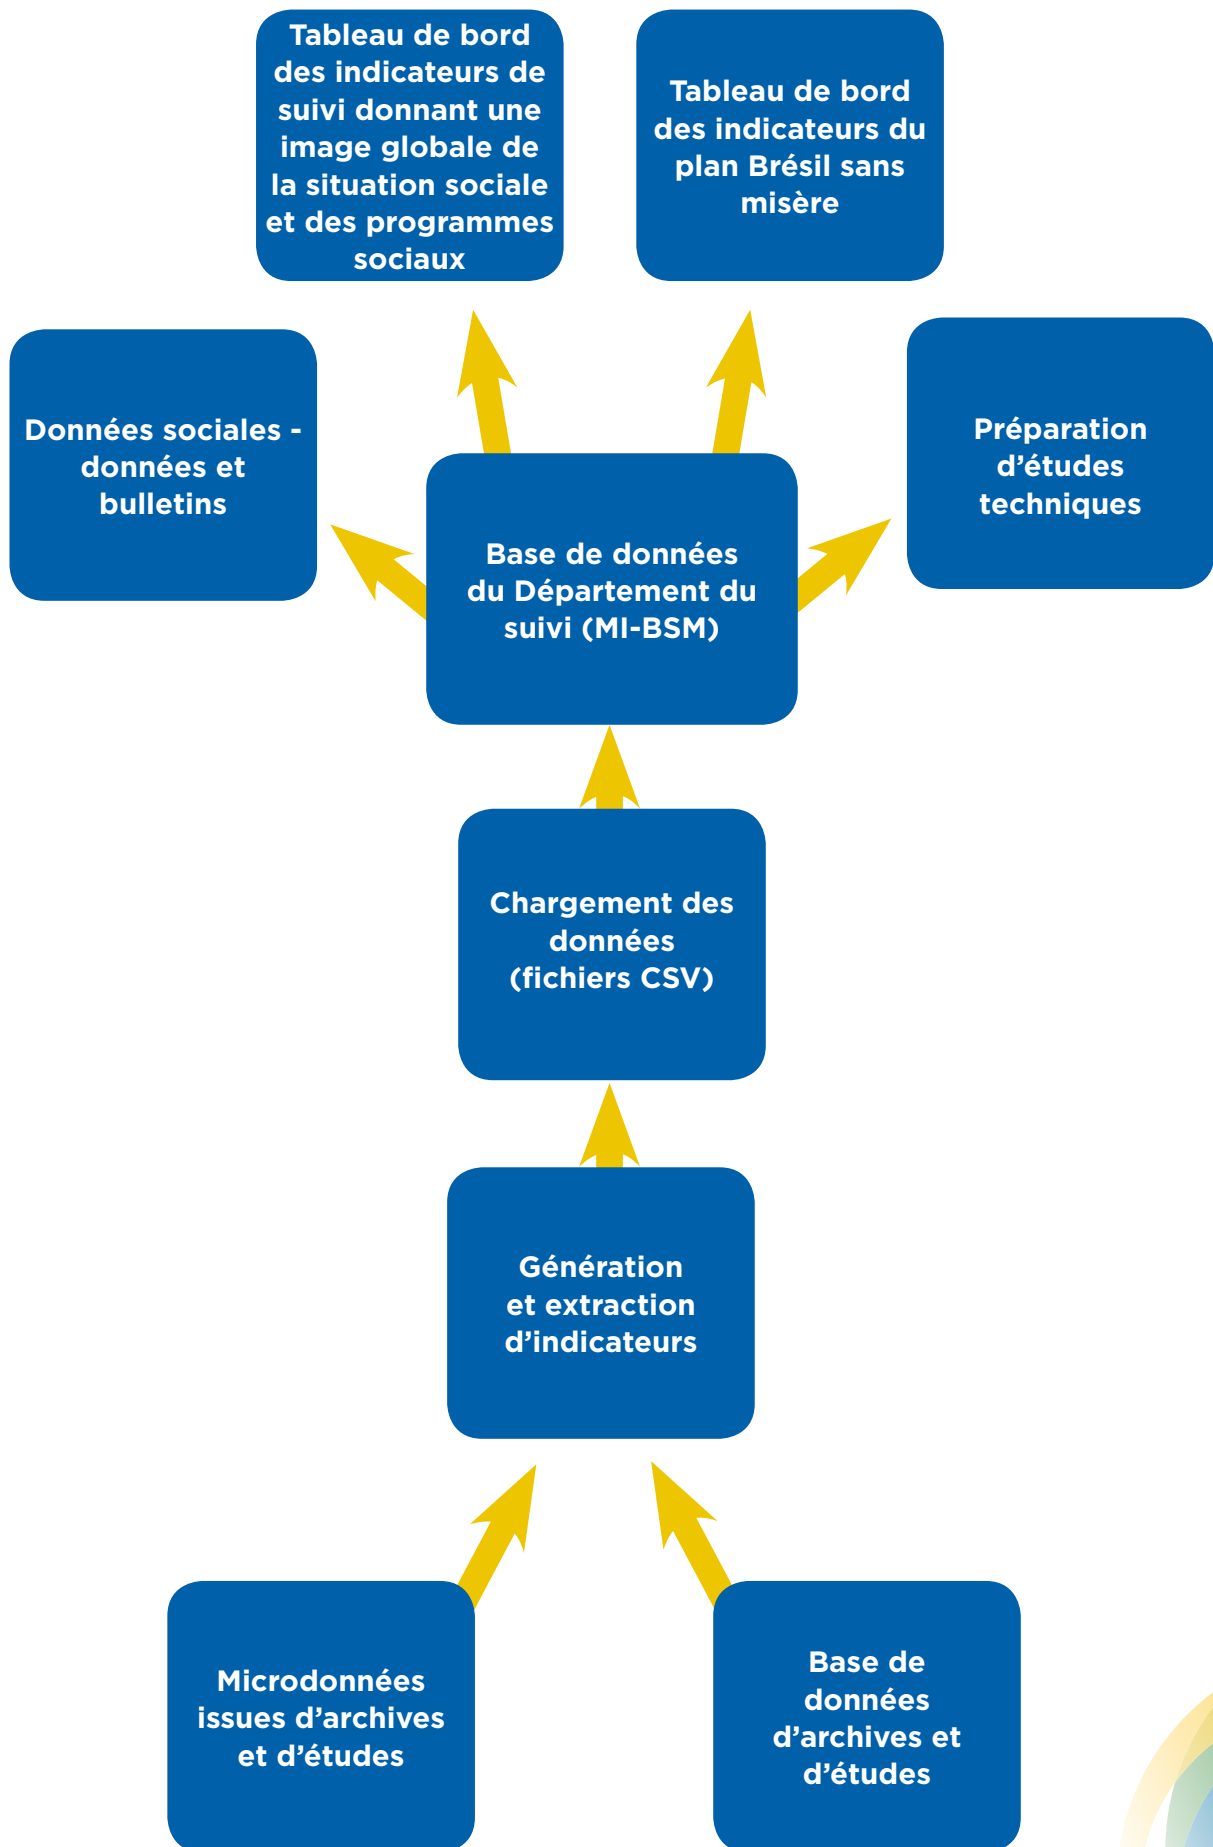 Tableau de bord
des indicateurs de
suivi donnant une
image globale de
la situation sociale
et des programmes
sociaux
Tableau de bord
des indicateurs du
plan Brésil sans
misère
Données sociales -
données et
bulletins
Préparation
d’études
techniques
Base de données
du Département du
suivi (MI-BSM)
Chargement des
données
(fichiers CSV)
Génération
et extraction
d’indicateurs
Microdonnées
issues d’archives
et d’études
Base de
données
d’archives et
d’études